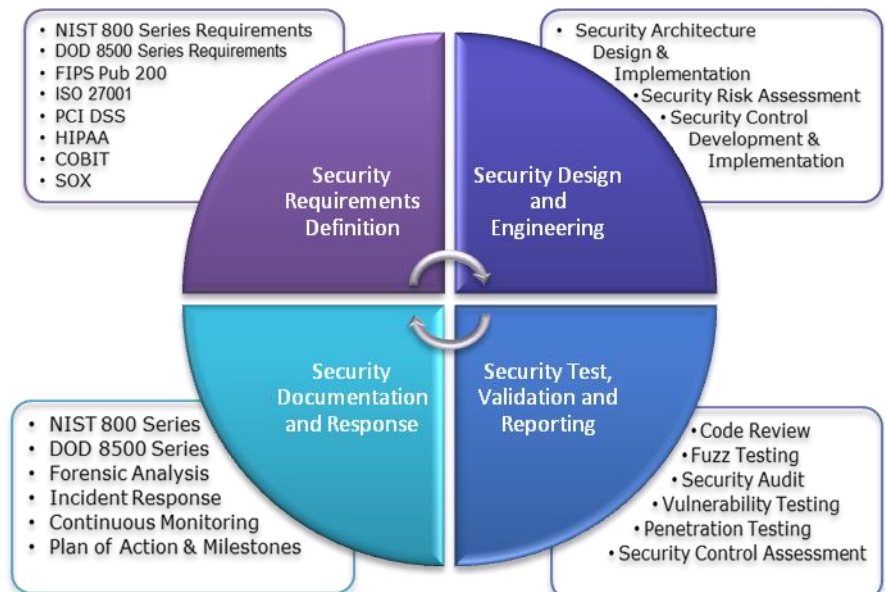 • NIST 800 Series Requirements
• DOD 8500 Series Requirements
• FIPS Pub 200
• ISO 27001
• PCI DSS
• HIPAA
• COBIT
• SOX
• Security Architecture
Design &
Implementation
• Security Risk Assessment
• Security Control
Development &
Implementation
Security
Requirements
Definition
Security Design
and
Engineering
Security
Documentation
and Response
Security Test,
Validation and
Reporting
• NIST 800 Series
• DOD 8500 Series
• Forensic Analysis
• Incident Response
• Continuous Monitoring
• Plan of Action & Milestones
• Code Review
• Fuzz Testing
• Security Audit
• Vulnerability Testing
• Penetration Testing
• Security Control Assessment